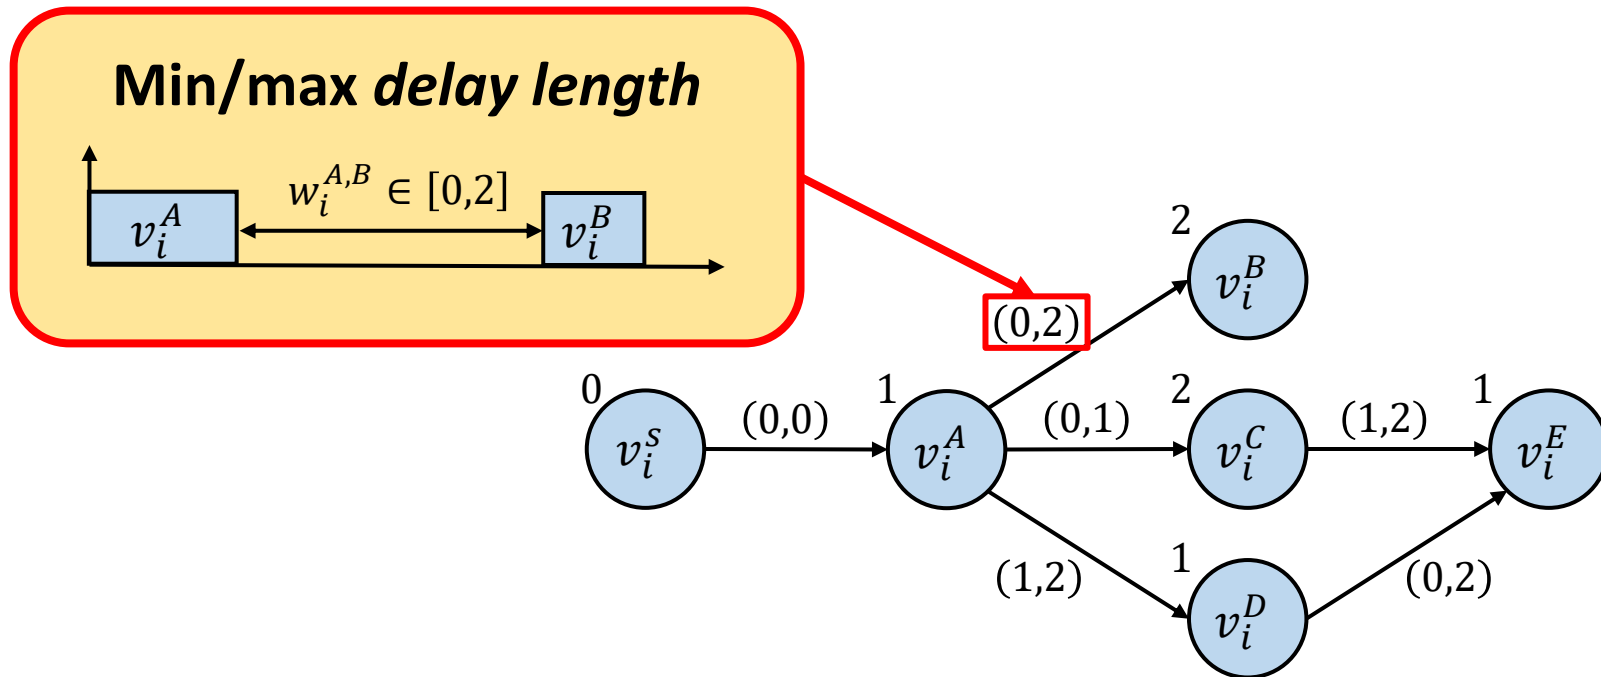 Min/max delay length
$w_i^{A,B} \in [0,2]$
$v_i^A$
$v_i^B$
2
$v_i^B$
(0,2)
0
$v_i^s$
(0,0)
1
$v_i^A$
(0,1)
2
$v_i^C$
(1,2)
1
$v_i^E$
(1,2)
1
$v_i^D$
(0,2)